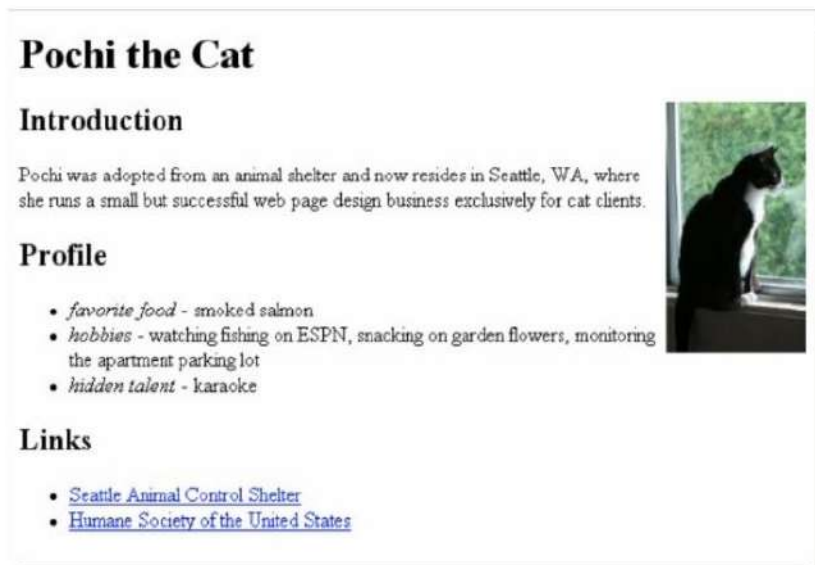 Pochi the Cat
Introduction
Pochi was adopted from an animal shelter and now resides in Seattle, WA, where
she runs a small but successful web page design business exclusively for cat clients.
Profile
• favorite food - smoked salmon
• hobbies - watching fishing on ESPN, snacking on garden flowers, monitoring
the apartment parking lot
• hidden talent - karaoke
Links
• Seattle Animal Control Shelter
• Humane Society of the United States